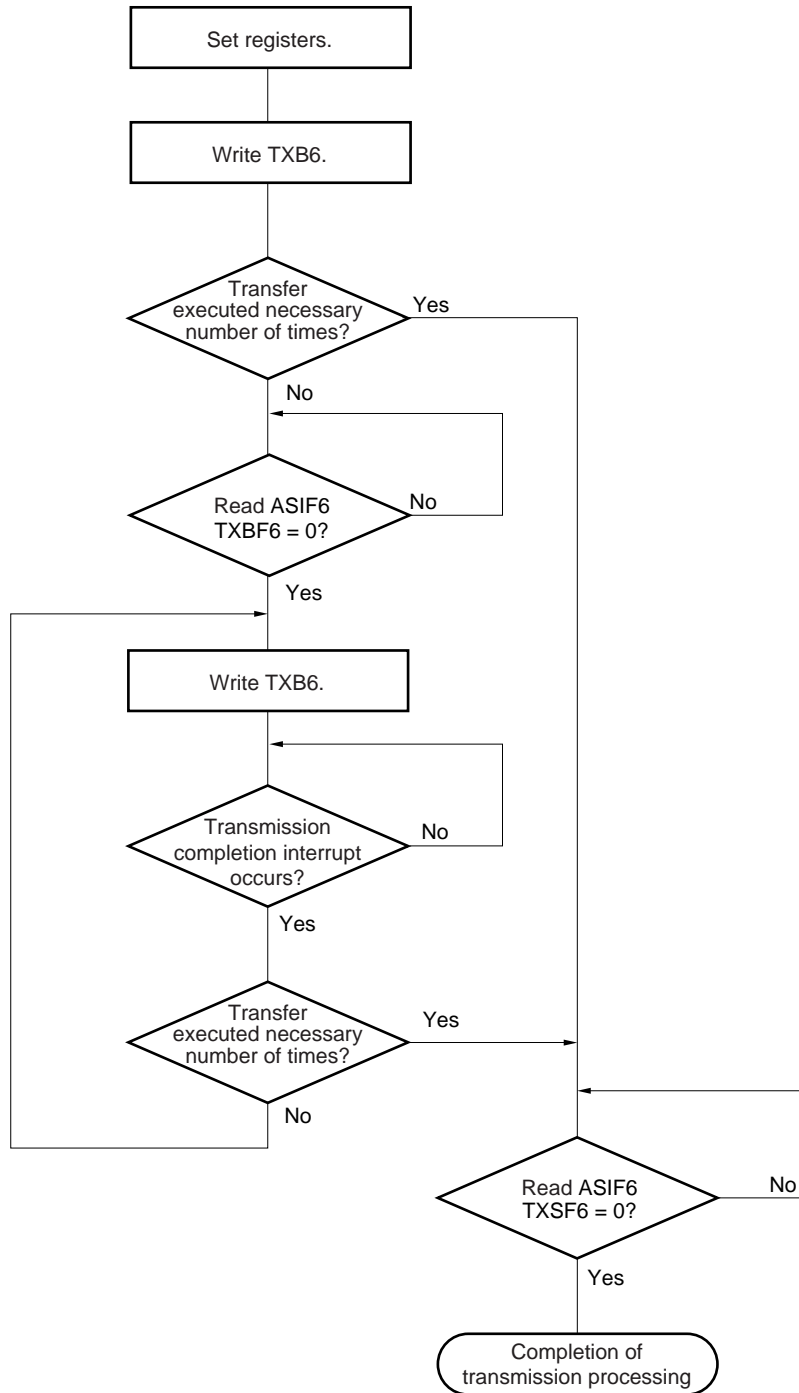 Set registers.
Write TXB6.
Transfer
executed necessary
number of times?
Yes
No
Read ASIF6
TXBF6 = 0?
No
Yes
Write TXB6.
Transmission
completion interrupt
occurs?
No
Yes
Transfer
executed necessary
number of times?
Yes
No
Read ASIF6
TXSF6 = 0?
No
Yes
Completion of
transmission processing